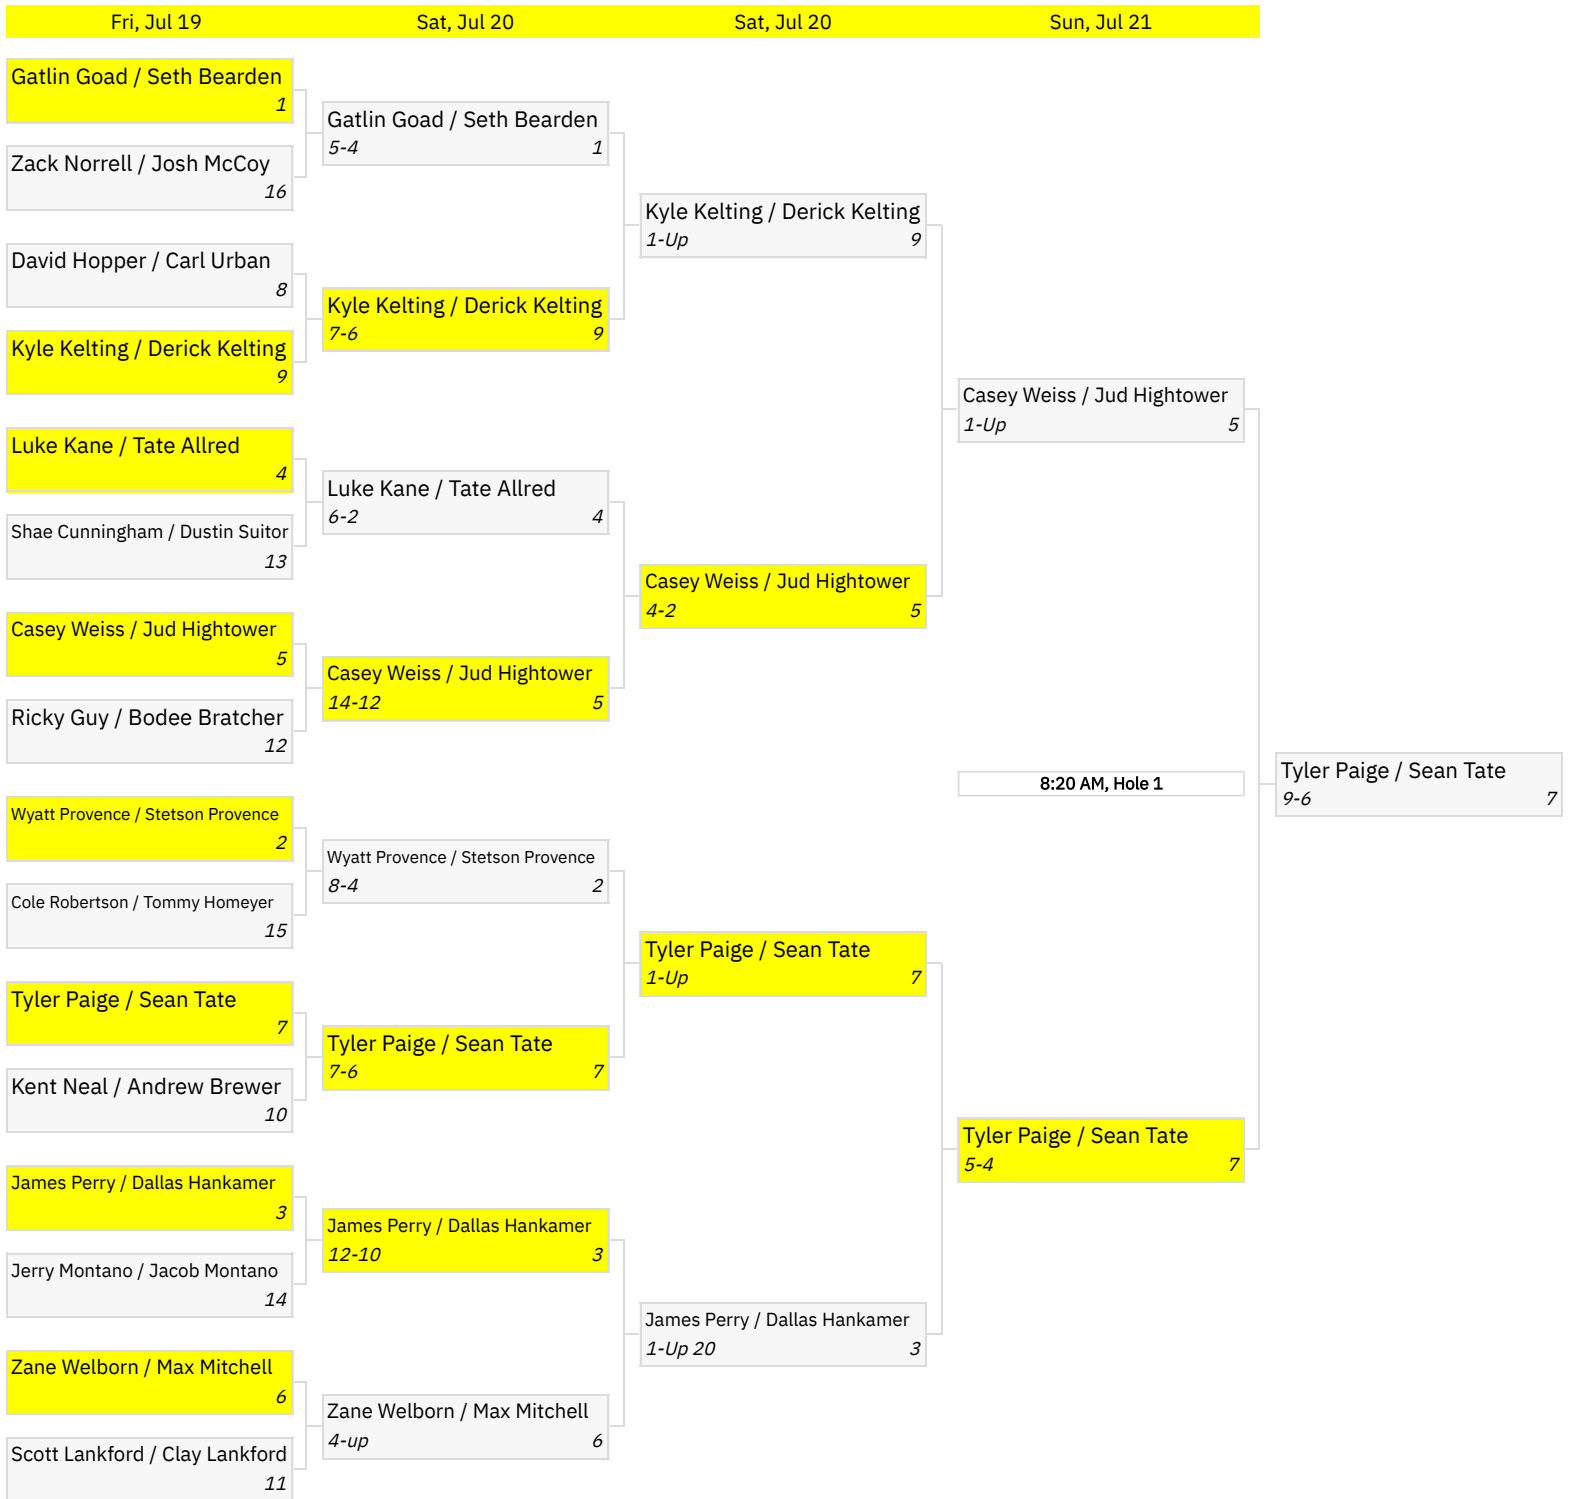 Fri, Jul 19
Sat, Jul 20
Sat, Jul 20
Sun, Jul 21
Gatlin Goad / Seth Bearden
1
Zack Norrell / Josh McCoy
16
David Hopper / Carl Urban
8
Kyle Kelting / Derick Kelting
9
Luke Kane / Tate Allred
4
Shae Cunningham / Dustin Suitor
13
Casey Weiss / Jud Hightower
5
Ricky Guy / Bodee Bratcher
12
Wyatt Provence / Stetson Provence
2
Cole Robertson / Tommy Homeyer
15
Tyler Paige / Sean Tate
7
Kent Neal / Andrew Brewer
10
James Perry / Dallas Hankamer
3
Jerry Montano / Jacob Montano
14
Zane Welborn / Max Mitchell
6
Scott Lankford / Clay Lankford
11
Gatlin Goad / Seth Bearden
5-4 1
Kyle Kelting / Derick Kelting
7-6 9
Luke Kane / Tate Allred
6-2 4
Casey Weiss / Jud Hightower
14-12 5
Wyatt Provence / Stetson Provence
8-4 2
Tyler Paige / Sean Tate
7-6 7
James Perry / Dallas Hankamer
12-10 3
Zane Welborn / Max Mitchell
4-up 6
Kyle Kelting / Derick Kelting
1-Up 9
Casey Weiss / Jud Hightower
4-2 5
Tyler Paige / Sean Tate
1-Up 7
James Perry / Dallas Hankamer
1-Up 20 3
Casey Weiss / Jud Hightower
1-Up 5
8:20 AM, Hole 1
Tyler Paige / Sean Tate
5-4 7
Tyler Paige / Sean Tate
9-6 7